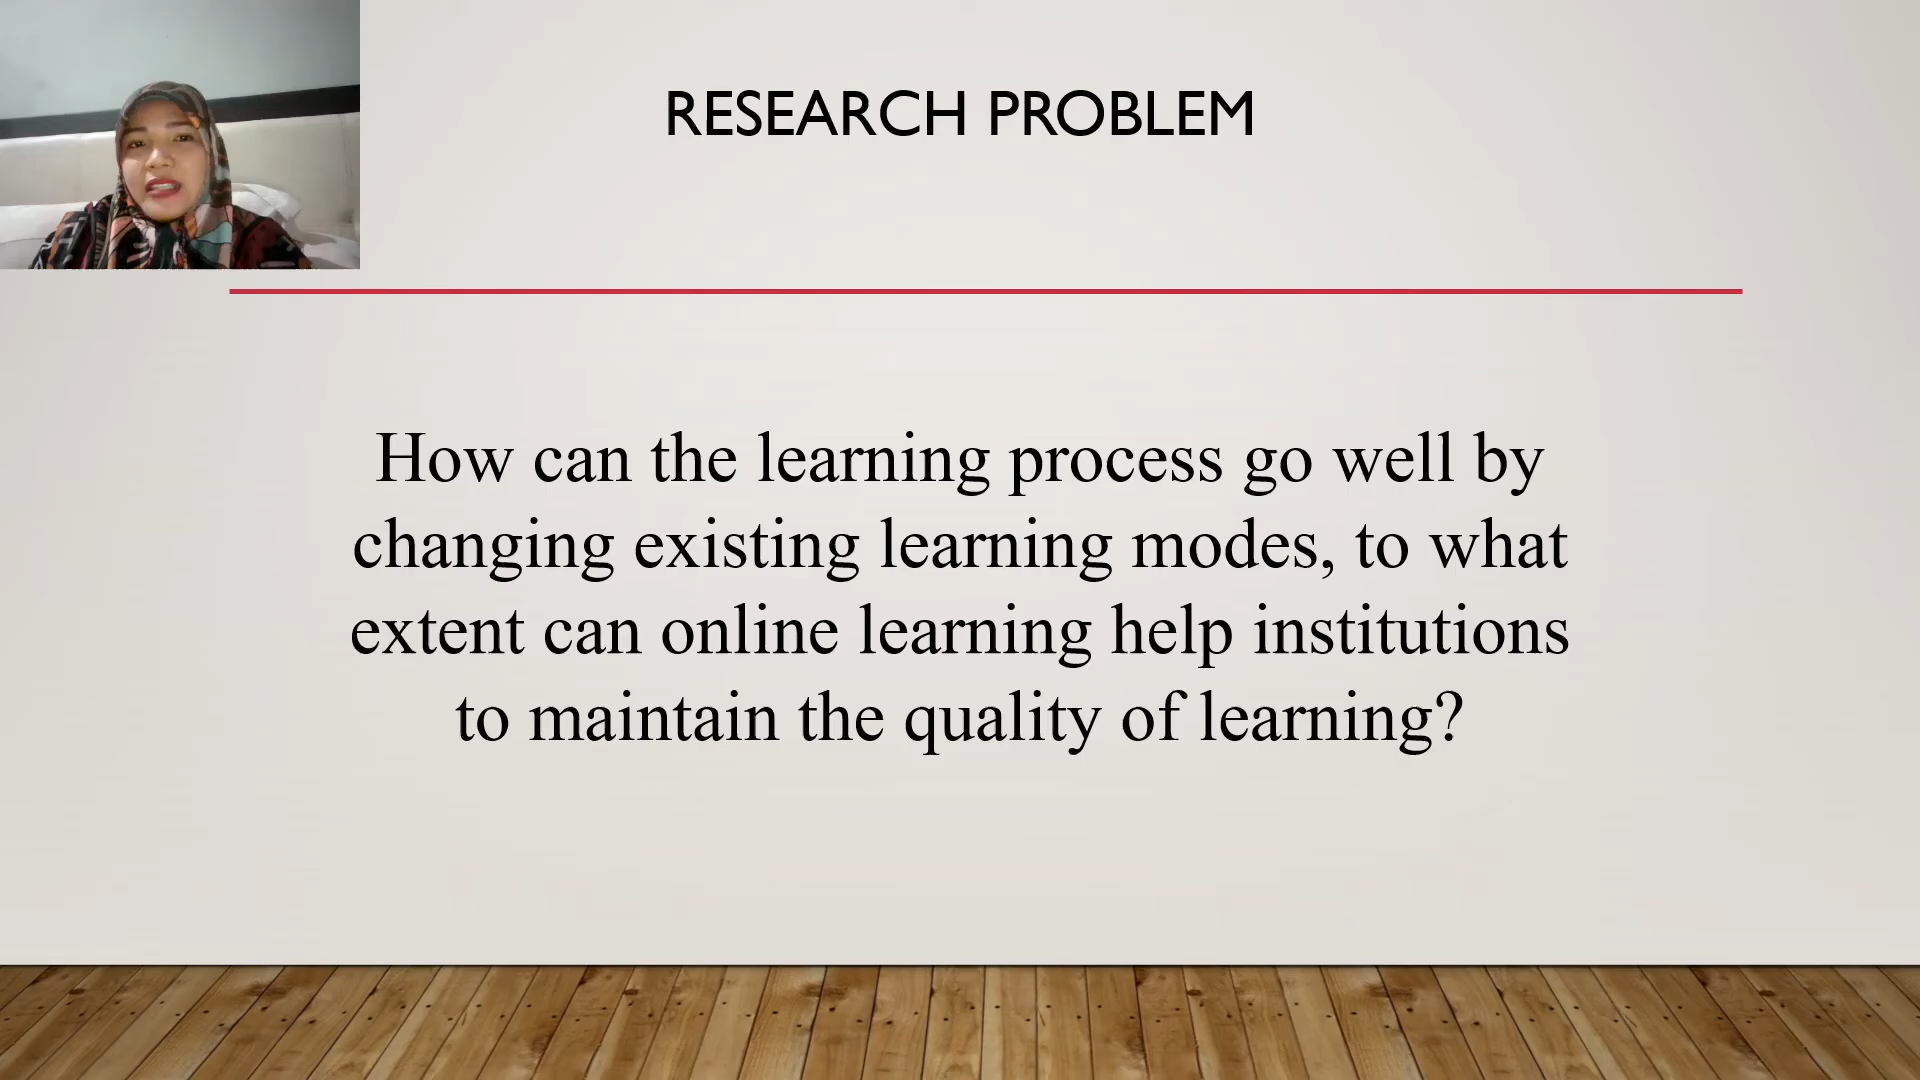 RESEARCH PROBLEM
How can the learning process go well by
changing existing learning modes, to what
extent can online learning help institutions
to maintain the quality of learning?